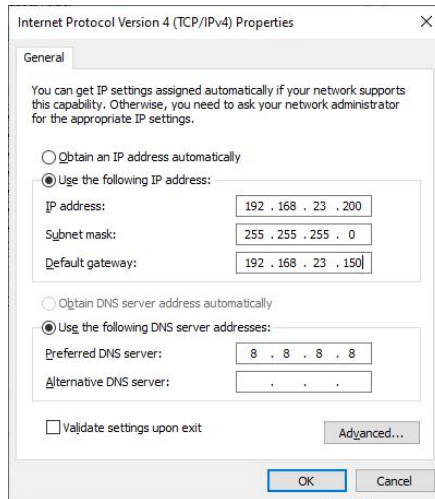 Internet Protocol Version 4 (TCP/IPv4) Properties
General
You can get IP settings assigned automatically if your network supports
this capability. Otherwise, you need to ask your network administrator
for the appropriate IP settings.
Obtain an IP address automatically
Use the following IP address:
IP address: 192 . 168 . 23 . 200
Subnet mask: 255 . 255 . 255 . 0
Default gateway: 192 . 168 . 23 . 150
Obtain DNS server address automatically
Use the following DNS server addresses:
Preferred DNS server: 8 . 8 . 8 . 8
Alternative DNS server: . . .
Validate settings upon exit
Advanced...
OK Cancel